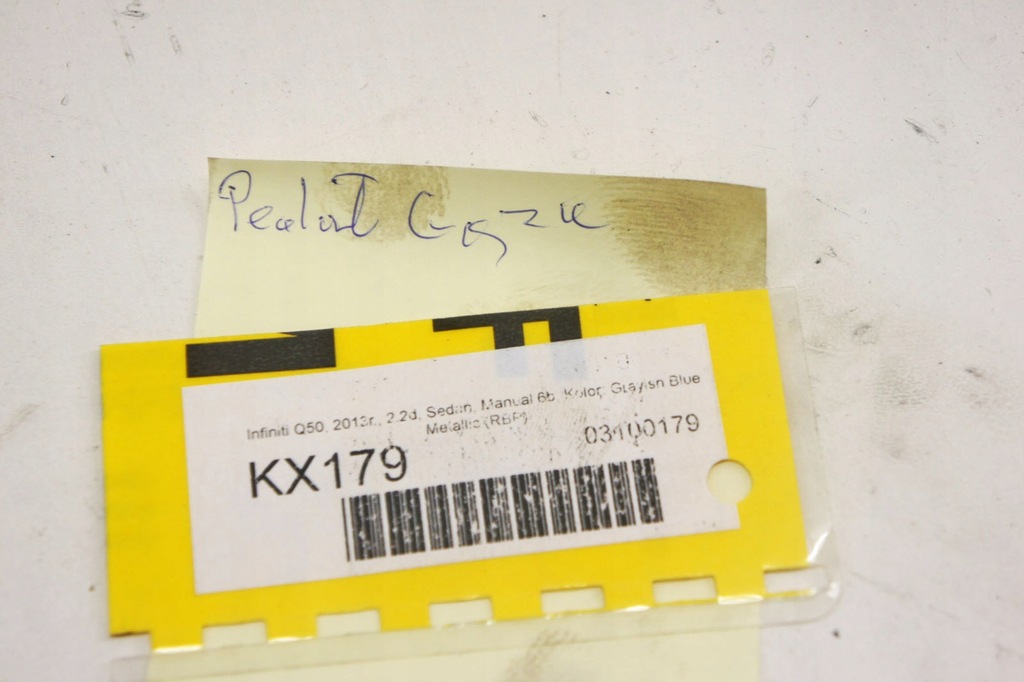 Pedał Gazu
Infiniti Q50, 2013r., 2.2d, Sedan, Manual 6b, Kolor: Grayish Blue
Metallic (RBP)
03100179
KX179